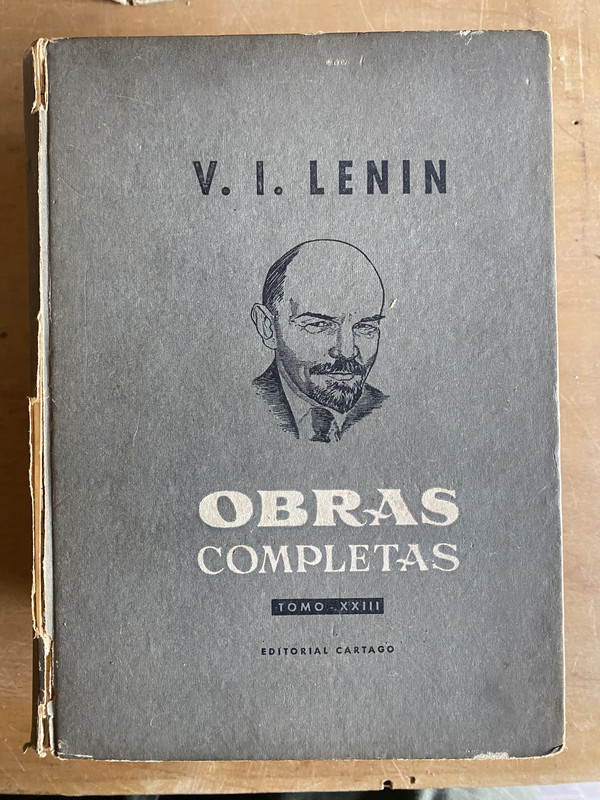 V. I. LENIN
OBRAS
COMPLETAS
TOMO - XXIII
EDITORIAL CARTAGO